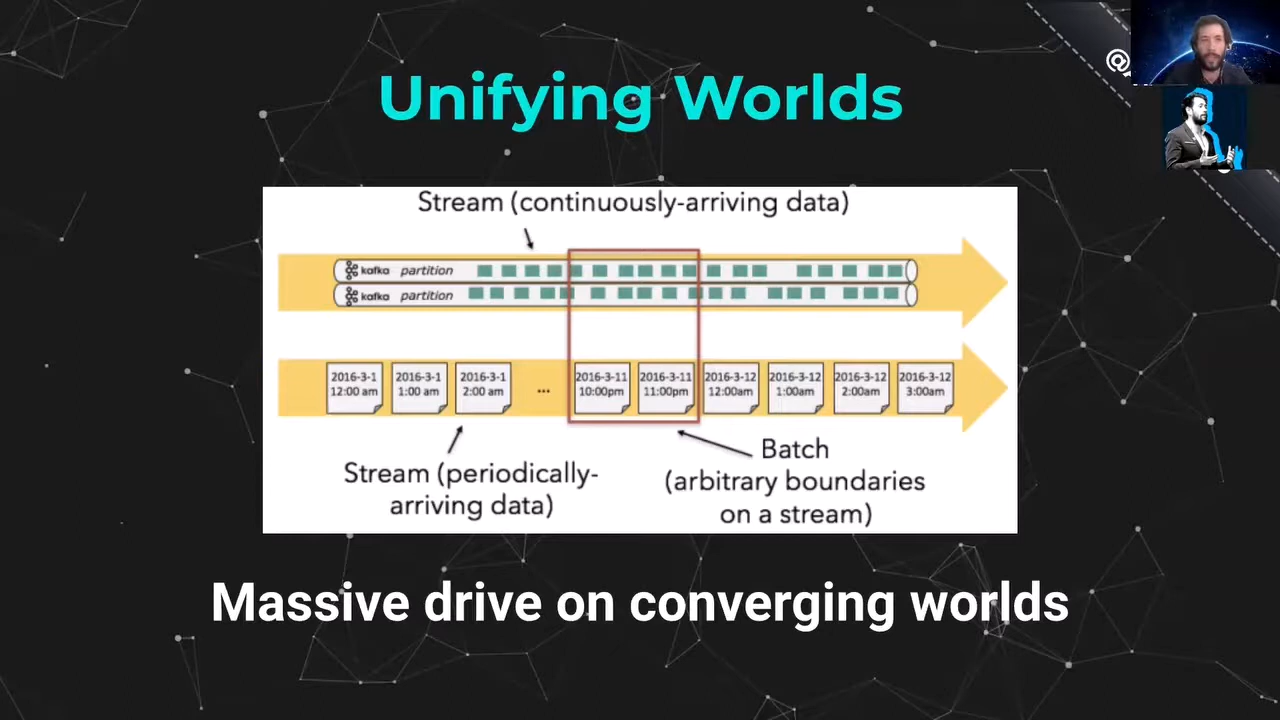 Unifying Worlds
@
Stream (continuously-arriving data)
kafka partition
kafka partition
2016-3-1 12:00 am
2016-3-1 1:00 am
2016-3-1 2:00 am
...
2016-3-11 10:00pm
2016-3-11 11:00pm
2016-3-12 12:00am
2016-3-12 1:00am
2016-3-12 2:00am
2016-3-12 3:00am
Stream (periodically-
arriving data)
Batch
(arbitrary boundaries
on a stream)
Massive drive on converging worlds